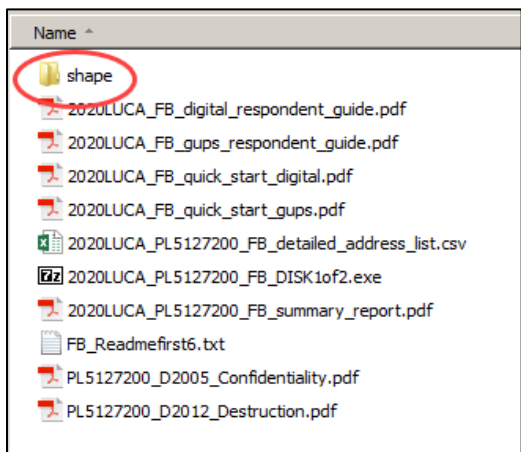 Name
shape
2020LUCA_FB_digital_respondent_guide.pdf
2020LUCA_FB_gups_respondent_guide.pdf
2020LUCA_FB_quick_start_digital.pdf
2020LUCA_FB_quick_start_gups.pdf
2020LUCA_PL5127200_FB_detailed_address_list.csv
2020LUCA_PL5127200_FB_DISK1of2.exe
2020LUCA_PL5127200_FB_summary_report.pdf
FB_Readmefirst6.txt
PL5127200_D2005_Confidentiality.pdf
PL5127200_D2012_Destruction.pdf